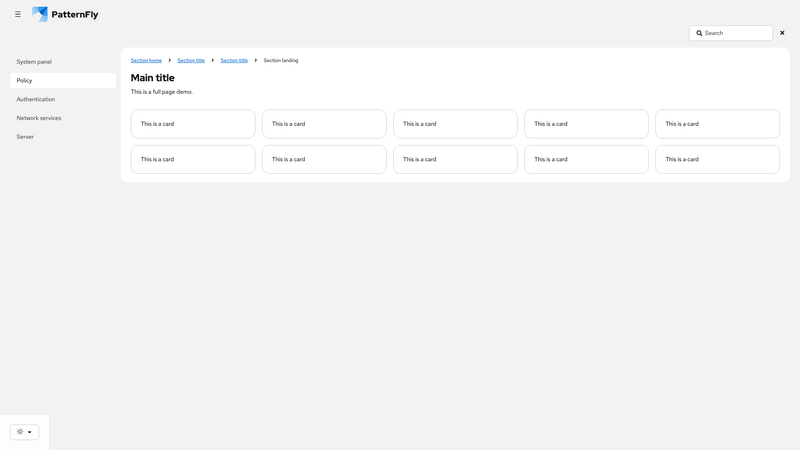 PatternFly
Search
System panel
Policy
Authentication
Network services
Server
Section home Section title Section title Section landing
Main title
This is a full page demo.
This is a card This is a card This is a card This is a card This is a card
This is a card This is a card This is a card This is a card This is a card